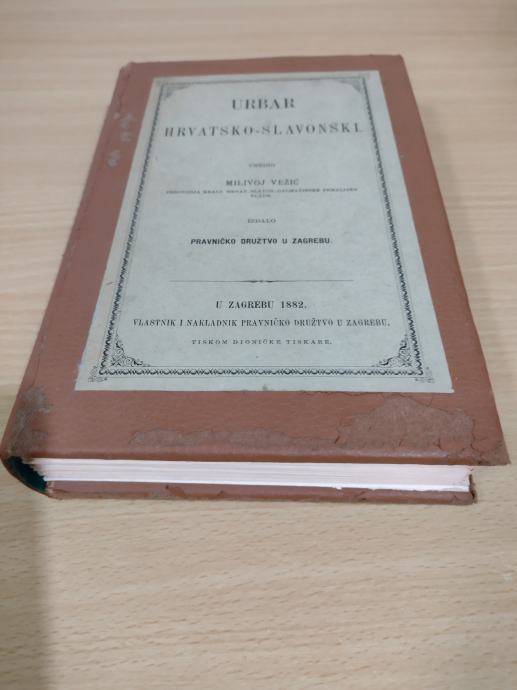 URBAR
HRVATSKO-SLAVONSKI.
UREDIO
MILIVOJ VEŽIĆ
IZDALO
PRAVNIČKO DRUŽTVO U ZAGREBU.
U ZAGREBU 1882.
VLASTNIK I NAKLADNIK PRAVNIČKO DRUŽTVO U ZAGREBU.
TISKOM DIONIČKE TISKARE.